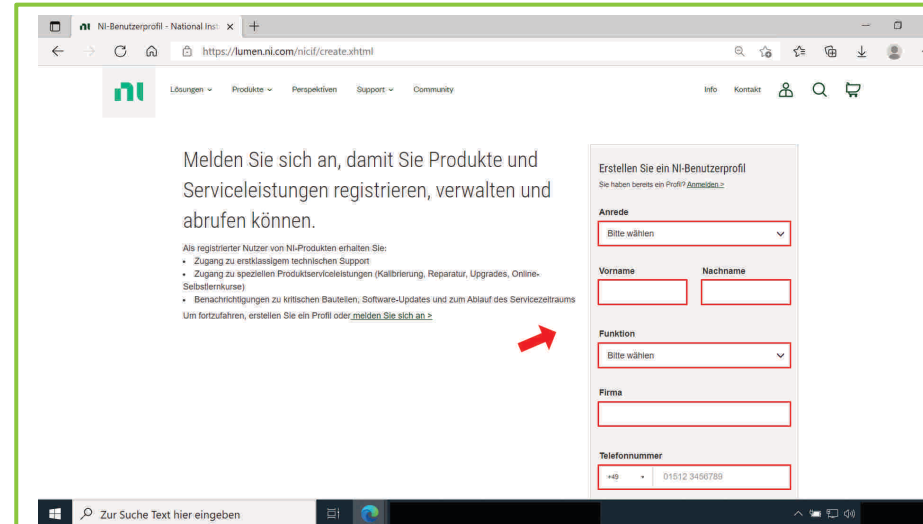 NI-Benutzerprofil - National Inst
https://lumen.ni.com/nicif/create.xhtml
ni
Lösungen Produkte Perspektiven Support Community
Info Kontakt
Melden Sie sich an, damit Sie Produkte und
Serviceleistungen registrieren, verwalten und
abrufen können.
Als registrierter Nutzer von NI-Produkten erhalten Sie:
• Zugang zu erstklassigem technischen Support
• Zugang zu speziellen Produktserviceleistungen (Kalibrierung, Reparatur, Upgrades, Online-
Selbstlernkurse)
• Benachrichtigungen zu kritischen Bauteilen, Software-Updates und zum Ablauf des Servicezeitraums
Um fortzufahren, erstellen Sie ein Profil oder melden Sie sich an >
Erstellen Sie ein NI-Benutzerprofil
Sie haben bereits ein Profil? Anmelden >
Anrede
Bitte wählen
Vorname Nachname
Funktion
Bitte wählen
Firma
Telefonnummer
+49 01512 3456789
Zur Suche Text hier eingeben